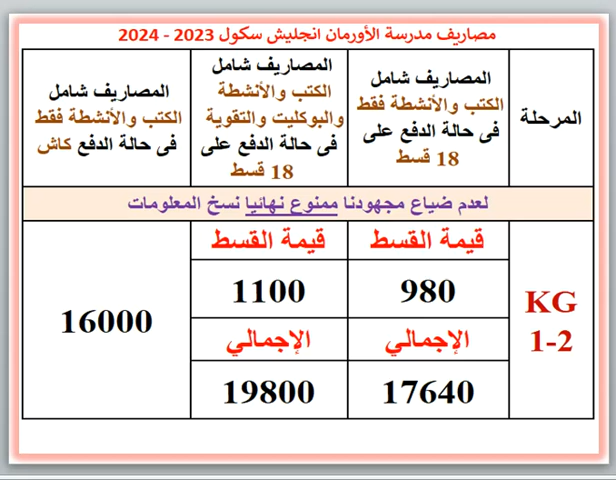 مصاريف مدرسة الأورمان انجليش سكول 2023 - 2024
المرحلة
المصاريف شامل
الكتب والأنشطة فقط
فى حالة الدفع على
18 قسط
المصاريف شامل
الكتب والأنشطة
والبوكليت والتقوية
فى حالة الدفع على
18 قسط
المصاريف شامل
الكتب والأنشطة فقط
فى حالة الدفع كاش
لعدم ضياع مجهودنا ممنوع نهائيا نسخ المعلومات
KG
1-2
قيمة القسط
980
الإجمالي
17640
قيمة القسط
1100
الإجمالي
19800
16000